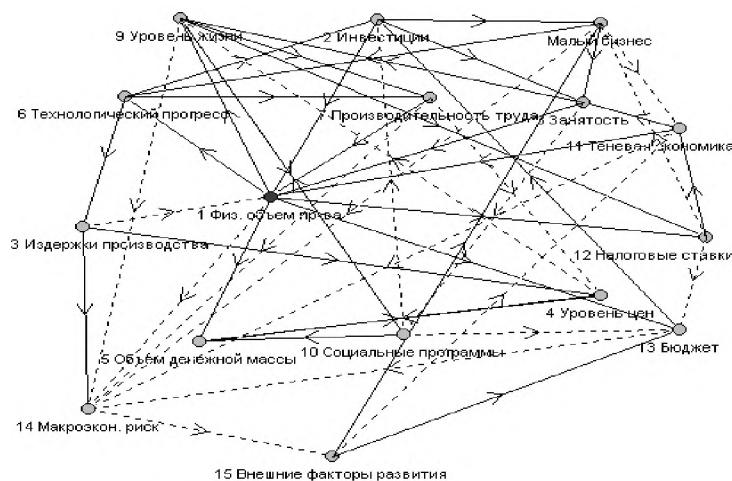 9 Уровень жизни
2 Инвестиции
Малый бизнес
6 Технологический прогресс
Производительность труда
Занятость
11 Теневая экономика
1 Физ. объем пр-ва
3 Издержки производства
12 Налоговые ставки
4 Уровень цен
5 Объем денежной массы
10 Социальные программы
13 Бюджет
14 Макроэкон. риск
15 Внешние факторы развития